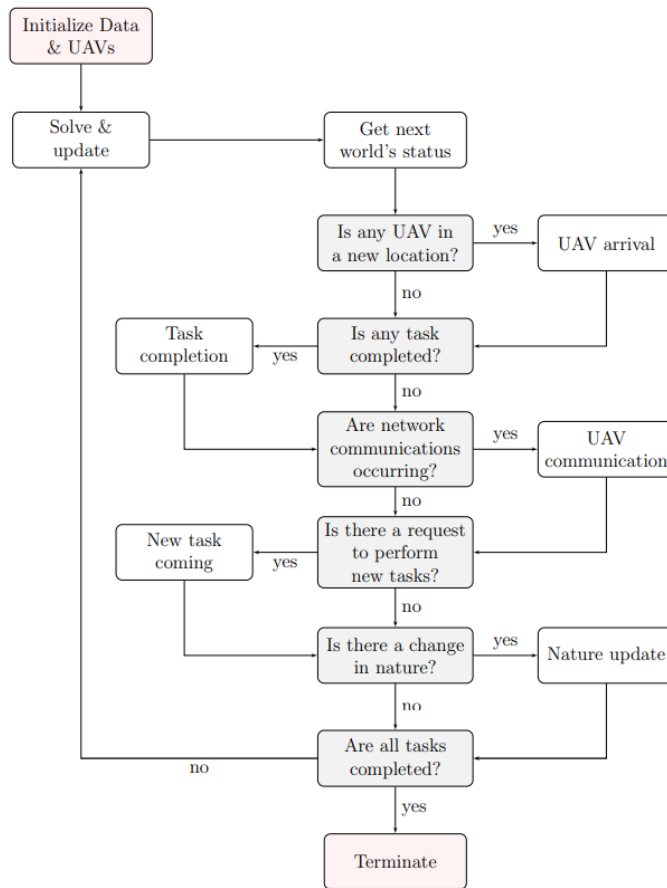 Initialize Data
& UAVs
Solve &
update
Get next
world's status
Is any UAV in
a new location?
yes
UAV arrival
no
Task
completion
yes
Is any task
completed?
no
Are network
communications
occurring?
yes
UAV
communication
no
New task
coming
yes
Is there a request
to perform
new tasks?
no
Is there a change
in nature?
yes
Nature update
no
Are all tasks
completed?
no
yes
Terminate